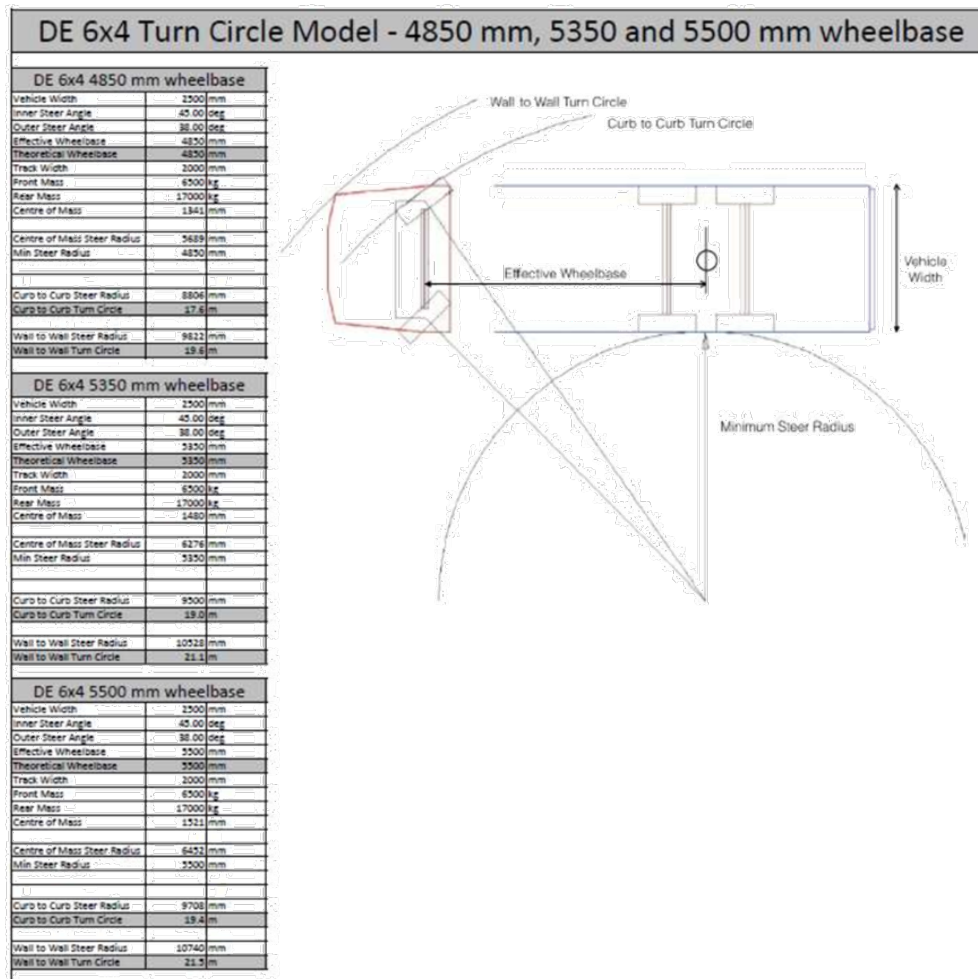 DE 6x4 Turn Circle Model - 4850 mm, 5350 and 5500 mm wheelbase
DE 6x4 4850 mm wheelbase
Vehicle Width 2500 mm
Inner Steer Angle 45.00 deg
Outer Steer Angle 38.00 deg
Effective Wheelbase 4850 mm
Theoretical Wheelbase 4850 mm
Track Width 2000 mm
Front Mass 6500 kg
Rear Mass 17000 kg
Centre of Mass 1341 mm
Centre of Mass Steer Radius 5689 mm
Min Steer Radius 4850 mm
Curb to Curb Steer Radius 8806 mm
Curb to Curb Turn Circle 17.6 m
Wall to Wall Steer Radius 9822 mm
Wall to Wall Turn Circle 19.6 m
DE 6x4 5350 mm wheelbase
Vehicle Width 2500 mm
Inner Steer Angle 45.00 deg
Outer Steer Angle 38.00 deg
Effective Wheelbase 5350 mm
Theoretical Wheelbase 5350 mm
Track Width 2000 mm
Front Mass 6500 kg
Rear Mass 17000 kg
Centre of Mass 1480 mm
Centre of Mass Steer Radius 6276 mm
Min Steer Radius 5350 mm
Curb to Curb Steer Radius 9500 mm
Curb to Curb Turn Circle 19.0 m
Wall to Wall Steer Radius 10528 mm
Wall to Wall Turn Circle 21.1 m
DE 6x4 5500 mm wheelbase
Vehicle Width 2500 mm
Inner Steer Angle 45.00 deg
Outer Steer Angle 38.00 deg
Effective Wheelbase 5500 mm
Theoretical Wheelbase 5500 mm
Track Width 2000 mm
Front Mass 6500 kg
Rear Mass 17000 kg
Centre of Mass 1521 mm
Centre of Mass Steer Radius 6452 mm
Min Steer Radius 5500 mm
Curb to Curb Steer Radius 9708 mm
Curb to Curb Turn Circle 19.4 m
Wall to Wall Steer Radius 10740 mm
Wall to Wall Turn Circle 21.5 m
Wall to Wall Turn Circle
Curb to Curb Turn Circle
Effective Wheelbase
Vehicle
Width
Minimum Steer Radius